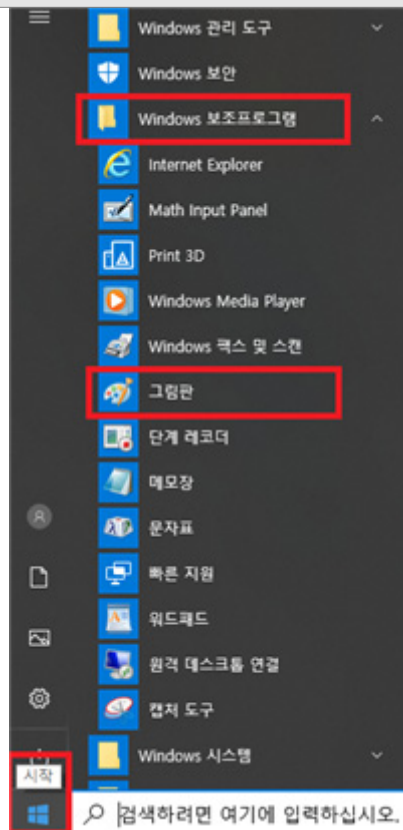 Windows 관리 도구
Windows 보안
Windows 보조프로그램
Internet Explorer
Math Input Panel
Print 3D
Windows Media Player
Windows 팩스 및 스캔
그림판
단계 레코더
메모장
문자표
빠른 지원
워드패드
원격 데스크톱 연결
캡처 도구
Windows 시스템
시작
검색하려면 여기에 입력하십시오.